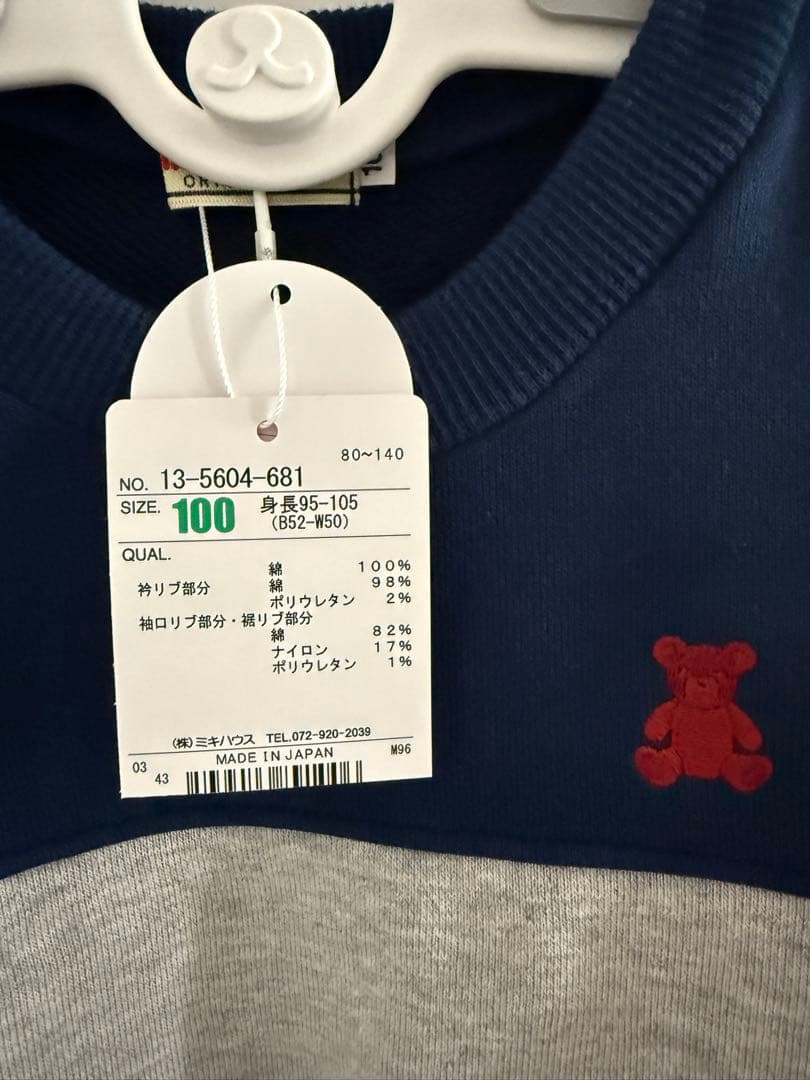 80~140
NO. 13-5604-681
SIZE. 100 身長95-105
(B52-W50)
QUAL.
綿 100%
衿リブ部分 綿 98%
ポリウレタン 2%
袖口リブ部分・裾リブ部分
綿 82%
ナイロン 17%
ポリウレタン 1%
(株)ミキハウス TEL.072-920-2039
MADE IN JAPAN M96
03 43